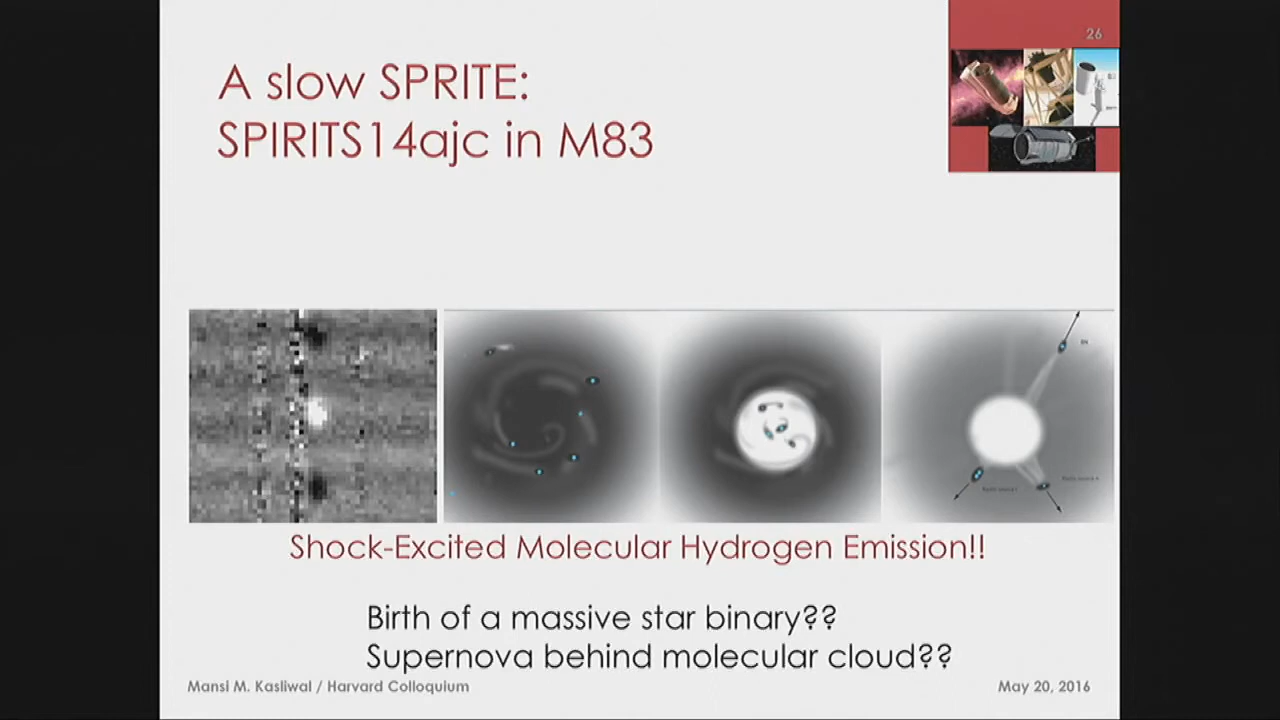 26
A slow SPRITE:
SPIRITS14ajc in M83
Shock-Excited Molecular Hydrogen Emission!!
Birth of a massive star binary??
Supernova behind molecular cloud??
Mansi M. Kasliwal / Harvard Colloquium
May 20, 2016